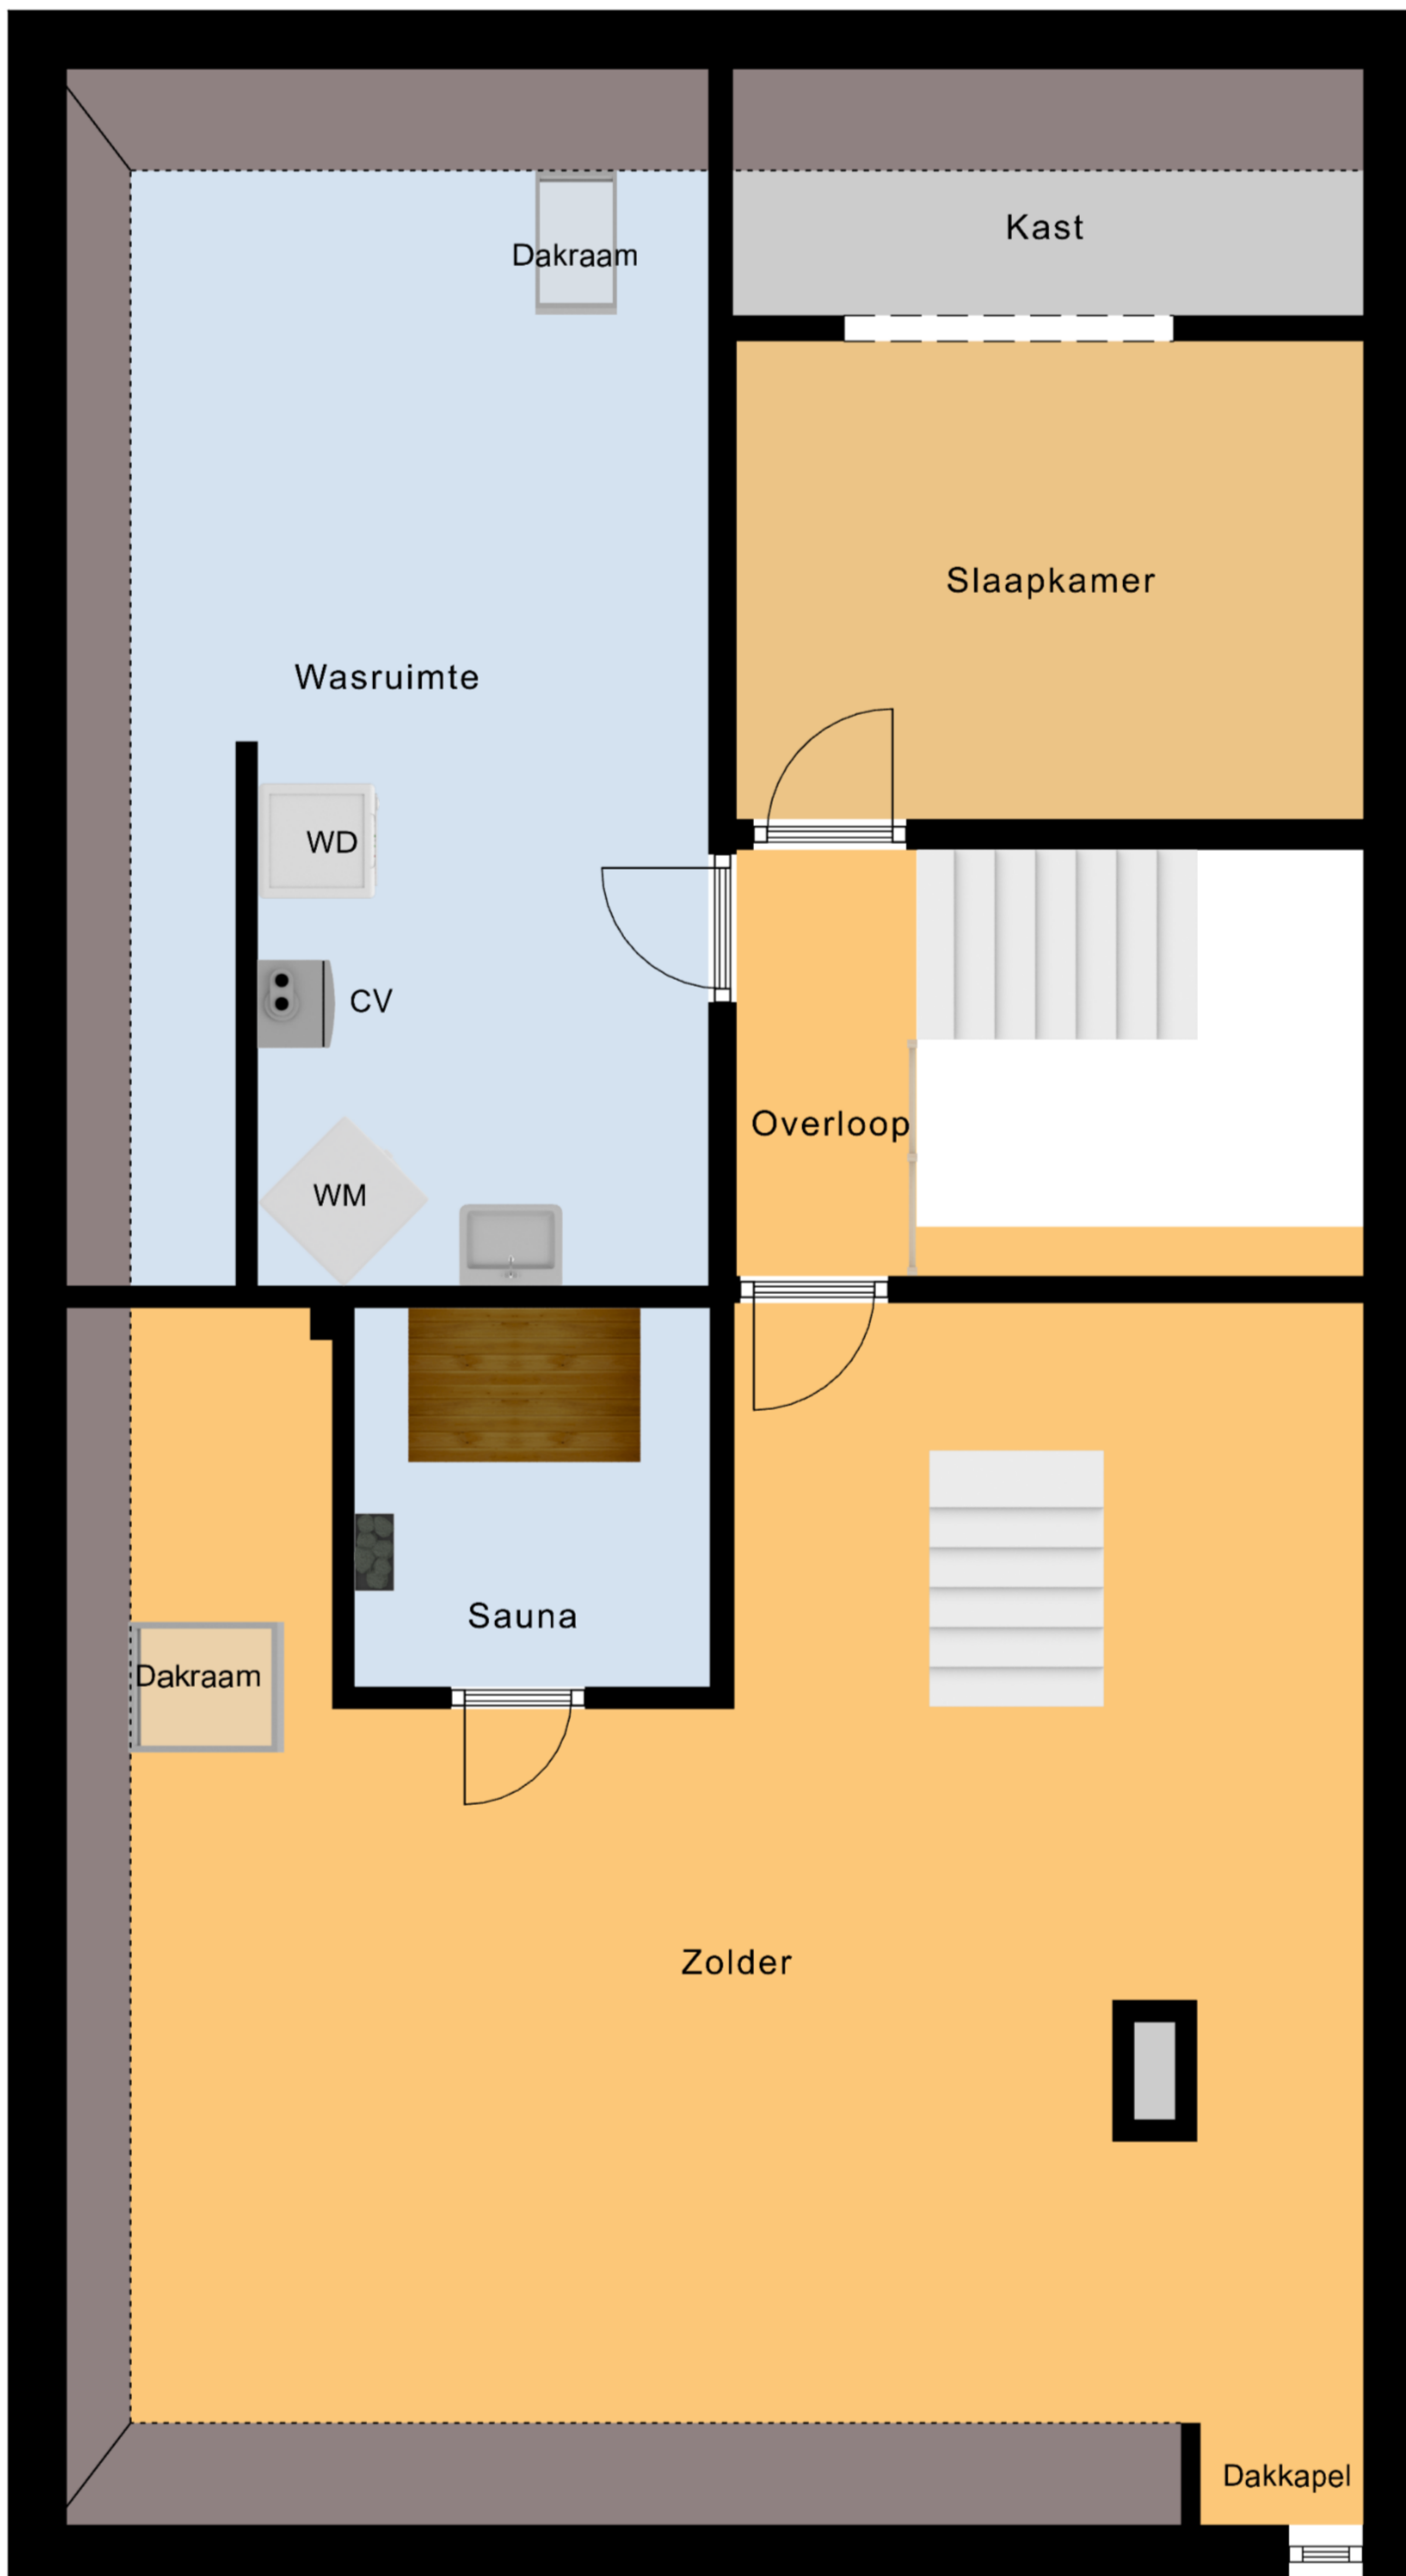 Kast
Dakraam
Slaapkamer
Wasruimte
WD
CV
Overloop
WM
Sauna
Dakraam
Zolder
Dakkapel